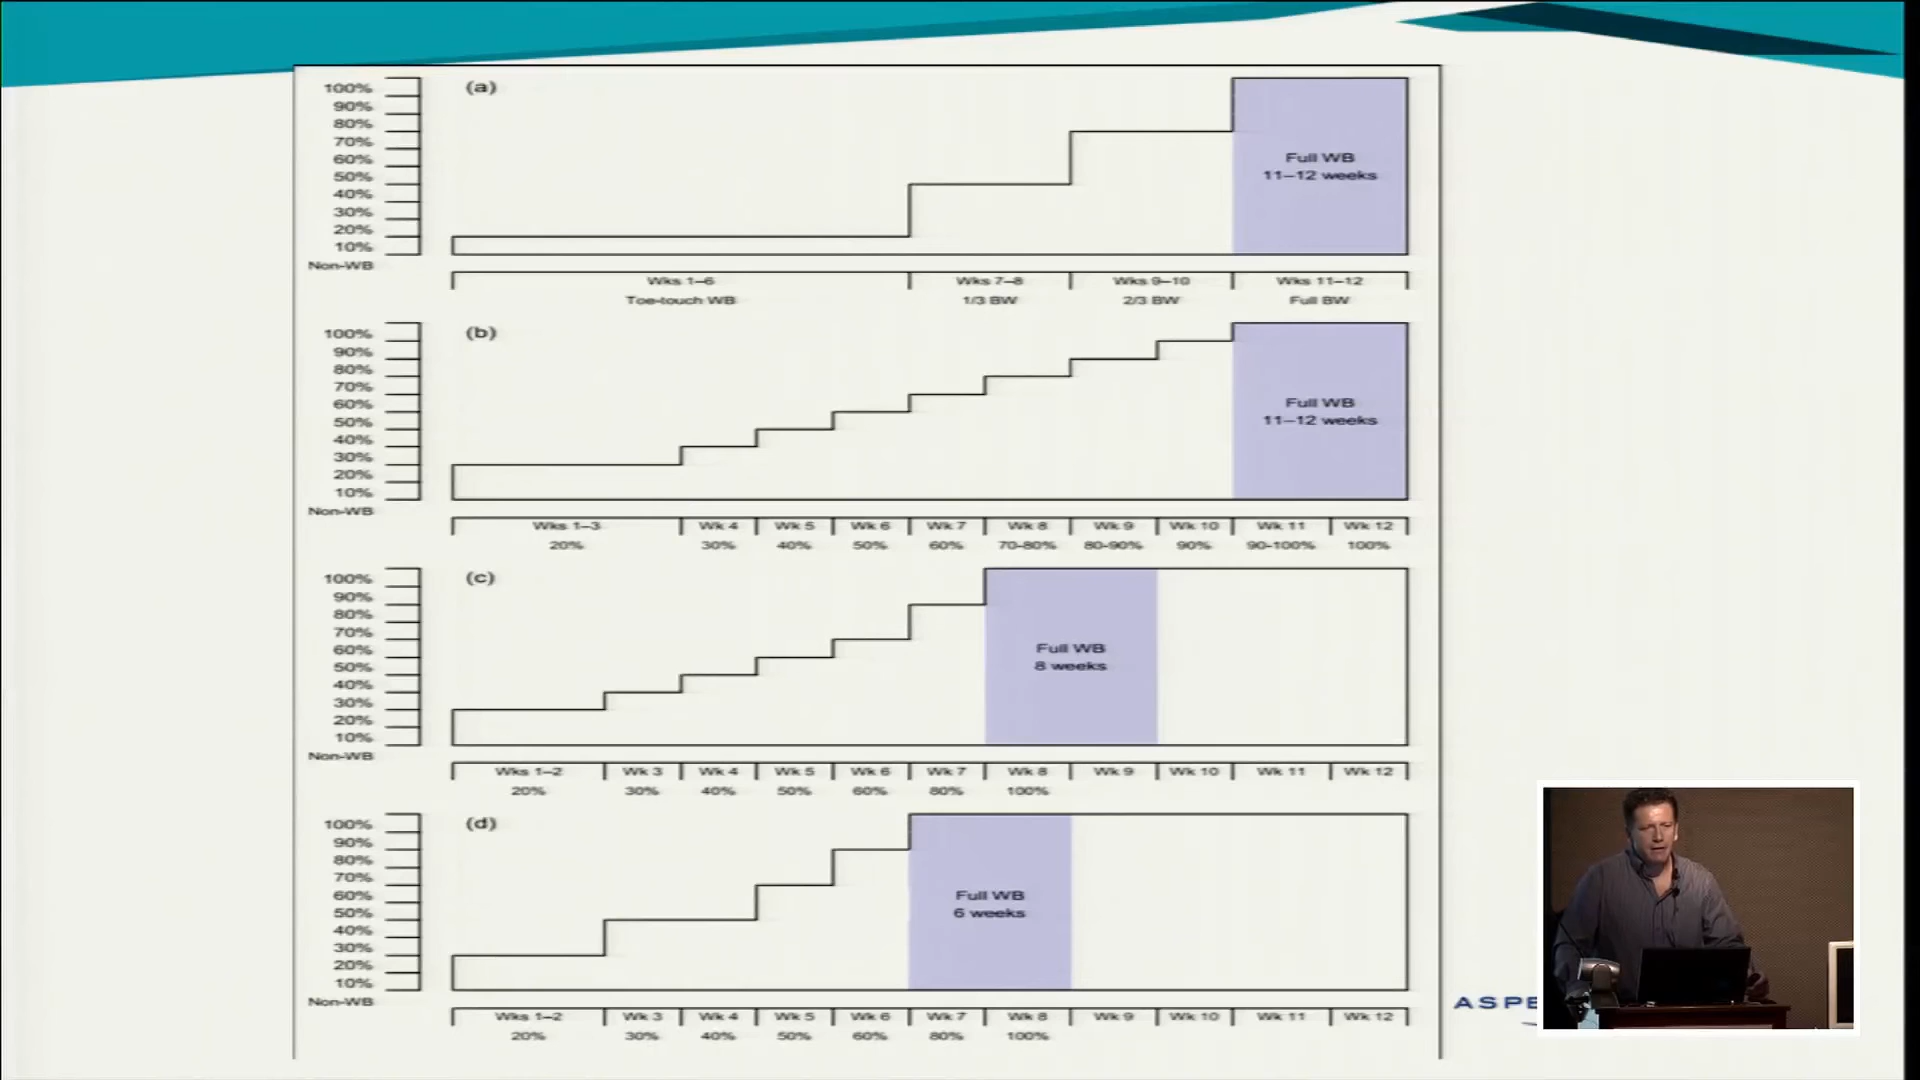 (a)
100%
90%
80%
70%
60%
50%
40%
30%
20%
10%
Non-WB
Full WB
11–12 weeks
Wks 1–6 Wks 7–8 Wks 9–10 Wks 11–12
Toe-touch WB 1/3 BW 2/3 BW Full BW
(b)
100%
90%
80%
70%
60%
50%
40%
30%
20%
10%
Non-WB
Full WB
11–12 weeks
Wks 1–3 Wk 4 Wk 5 Wk 6 Wk 7 Wk 8 Wk 9 Wk 10 Wk 11 Wk 12
20% 30% 40% 50% 60% 70-80% 80-90% 90% 90-100% 100%
(c)
100%
90%
80%
70%
60%
50%
40%
30%
20%
10%
Non-WB
Full WB
8 weeks
Wks 1–2 Wk 3 Wk 4 Wk 5 Wk 6 Wk 7 Wk 8 Wk 9 Wk 10 Wk 11 Wk 12
20% 30% 40% 50% 60% 80% 100%
(d)
100%
90%
80%
70%
60%
50%
40%
30%
20%
10%
Non-WB
Full WB
6 weeks
Wks 1–2 Wk 3 Wk 4 Wk 5 Wk 6 Wk 7 Wk 8 Wk 9 Wk 10 Wk 11 Wk 12
20% 30% 40% 50% 60% 80% 100%